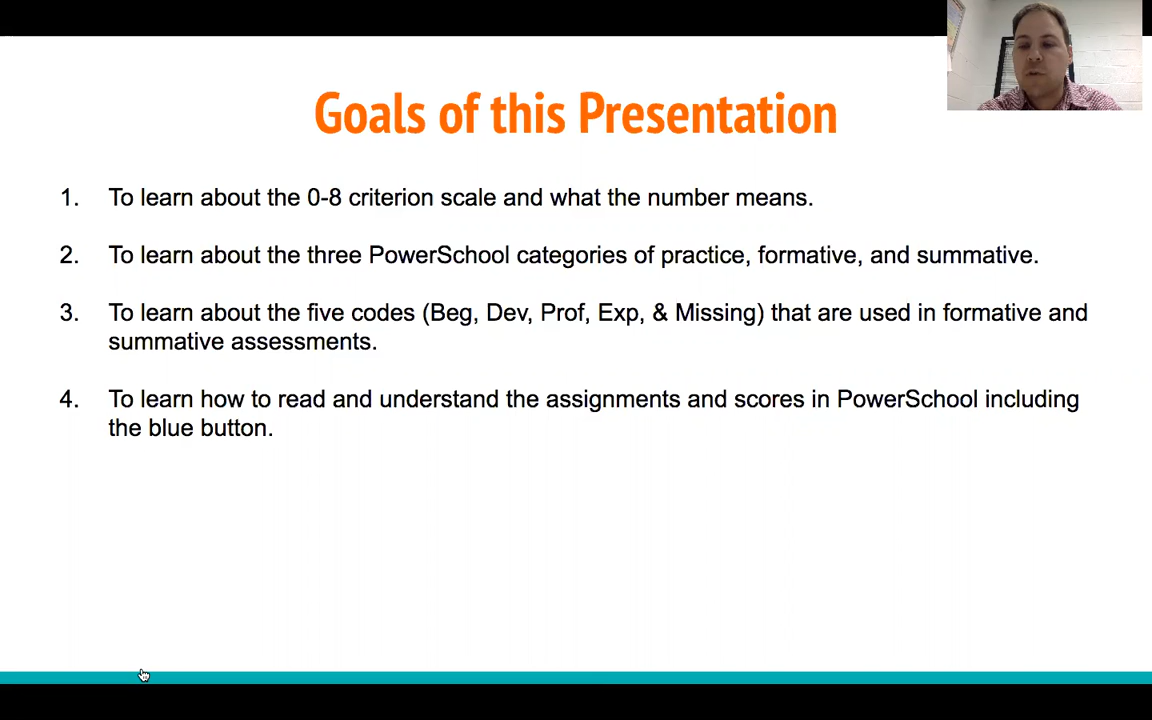 Goals of this Presentation
1. To learn about the 0-8 criterion scale and what the number means.
2. To learn about the three PowerSchool categories of practice, formative, and summative.
3. To learn about the five codes (Beg, Dev, Prof, Exp, & Missing) that are used in formative and
summative assessments.
4. To learn how to read and understand the assignments and scores in PowerSchool including
the blue button.